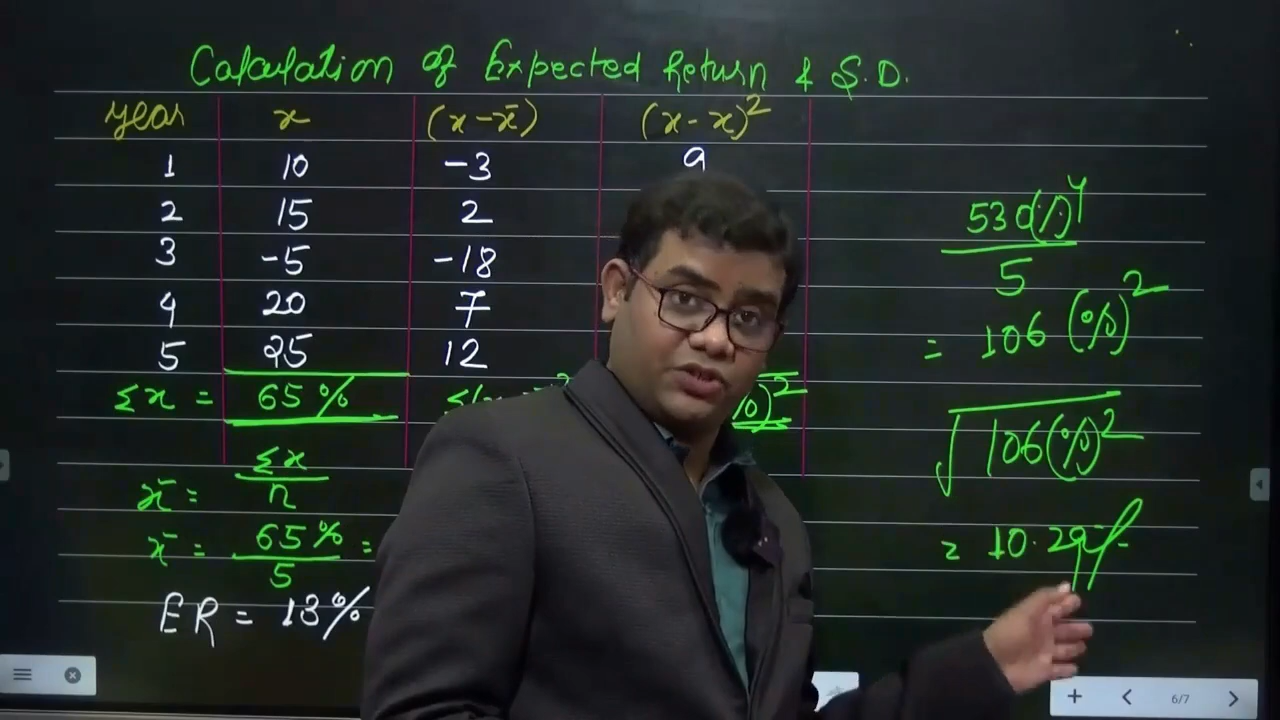 Calculation of Expected Return & S.D.
year x (x-x̄) (x-x)²
1 10 -3 9
2 15 2
3 -5 -18
4 20 7
5 25 12
Σx = 65%
x̄ = Σx/n
x̄ = 65%/5 =
ER = 13%
530(%)
5
= 106 (%)²
√106(%)²
= 10.29%
6/7